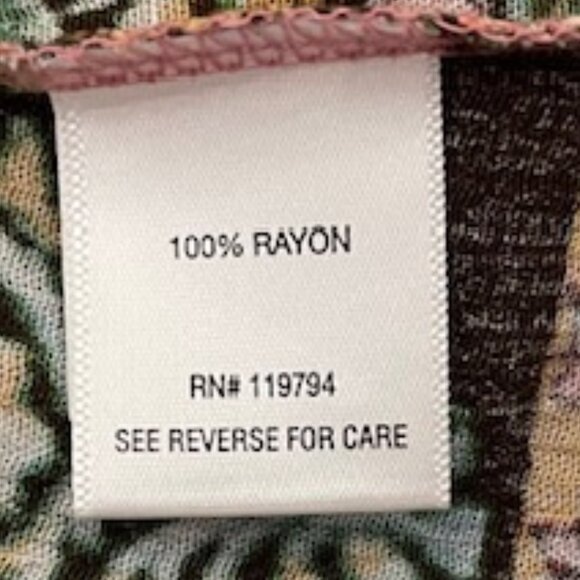 100% RAYON
RN# 119794
SEE REVERSE FOR CARE